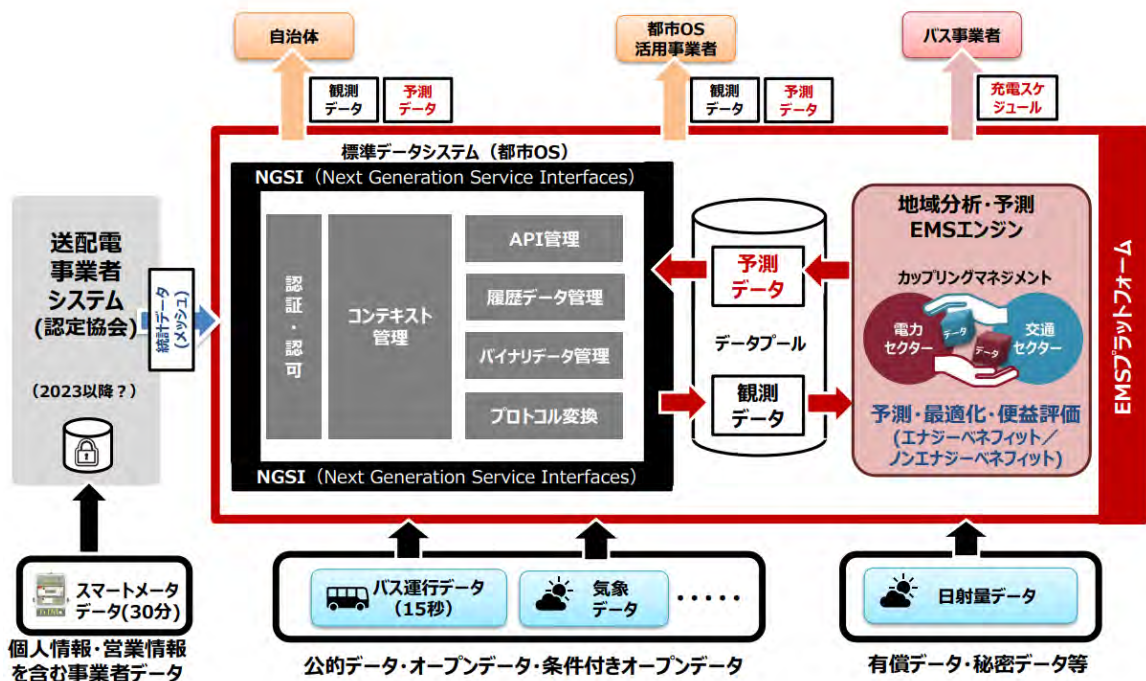 自治体
都市OS
活用事業者
バス事業者
観測
データ
予測
データ
観測
データ
予測
データ
充電スケ
ジュール
標準データシステム（都市OS）
NGSI（Next Generation Service Interfaces）
送配電
事業者
システム
(認定協会)
（2023以降？）
統計データ
(メッシュ)
認証・認可
コンテキスト
管理
API管理
履歴データ管理
バイナリデータ管理
プロトコル変換
NGSI（Next Generation Service Interfaces）
予測
データ
データプール
観測
データ
地域分析・予測
EMSエンジン
カップリングマネジメント
電力
セクター
データ
データ
交通
セクター
予測・最適化・便益評価
(エナジーベネフィット／
ノンエナジーベネフィット)
EMSプラットフォーム
スマートメータ
データ(30分)
個人情報・営業情報
を含む事業者データ
バス運行データ
（15秒）
気象
データ
・・・・・
公的データ・オープンデータ・条件付きオープンデータ
日射量データ
有償データ・秘密データ等